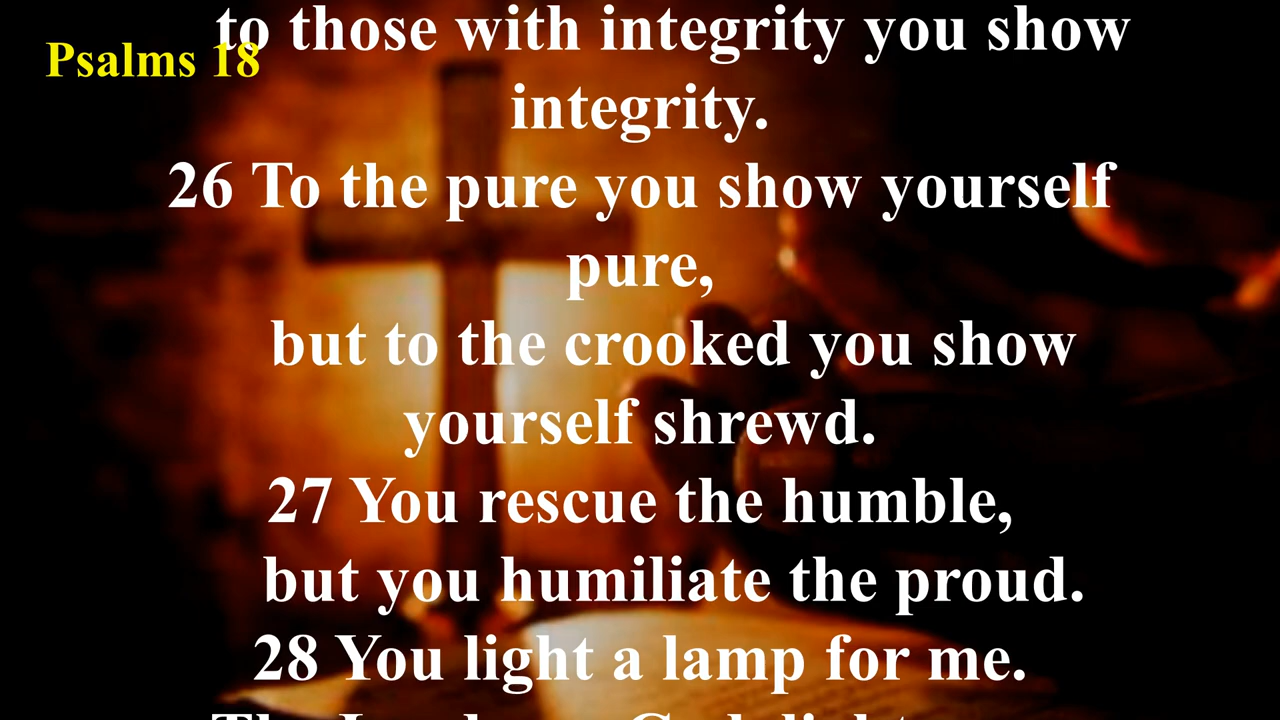 to those with integrity you show
Psalms 18
integrity.
26 To the pure you show yourself
pure,
but to the crooked you show
yourself shrewd.
27 You rescue the humble,
but you humiliate the proud.
28 You light a lamp for me.